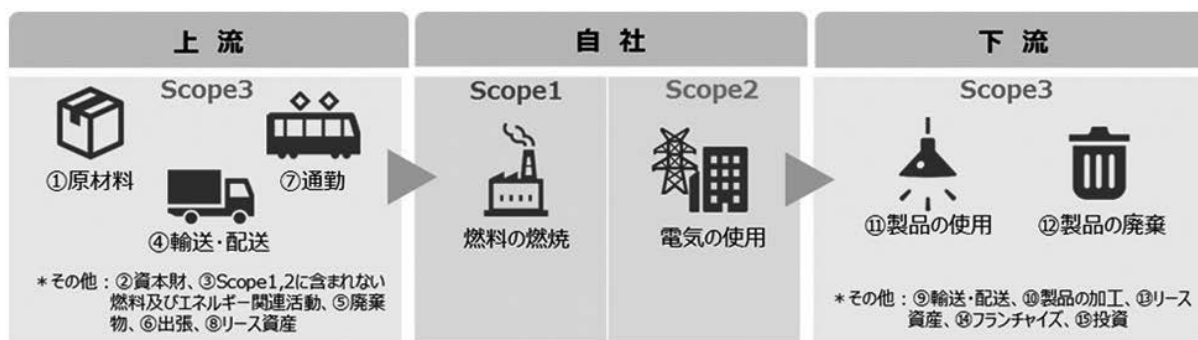 上 流
自 社
下 流
Scope3
Scope1
Scope2
Scope3
①原材料
⑦通勤
④輸送・配送
燃料の燃焼
電気の使用
⑪製品の使用
⑫製品の廃棄
＊その他：②資本財、③Scope1,2に含まれない
燃料及びエネルギー関連活動、⑤廃棄
物、⑥出張、⑧リース資産
＊その他：⑨輸送・配送、⑩製品の加工、⑬リース
資産、⑭フランチャイズ、⑮投資